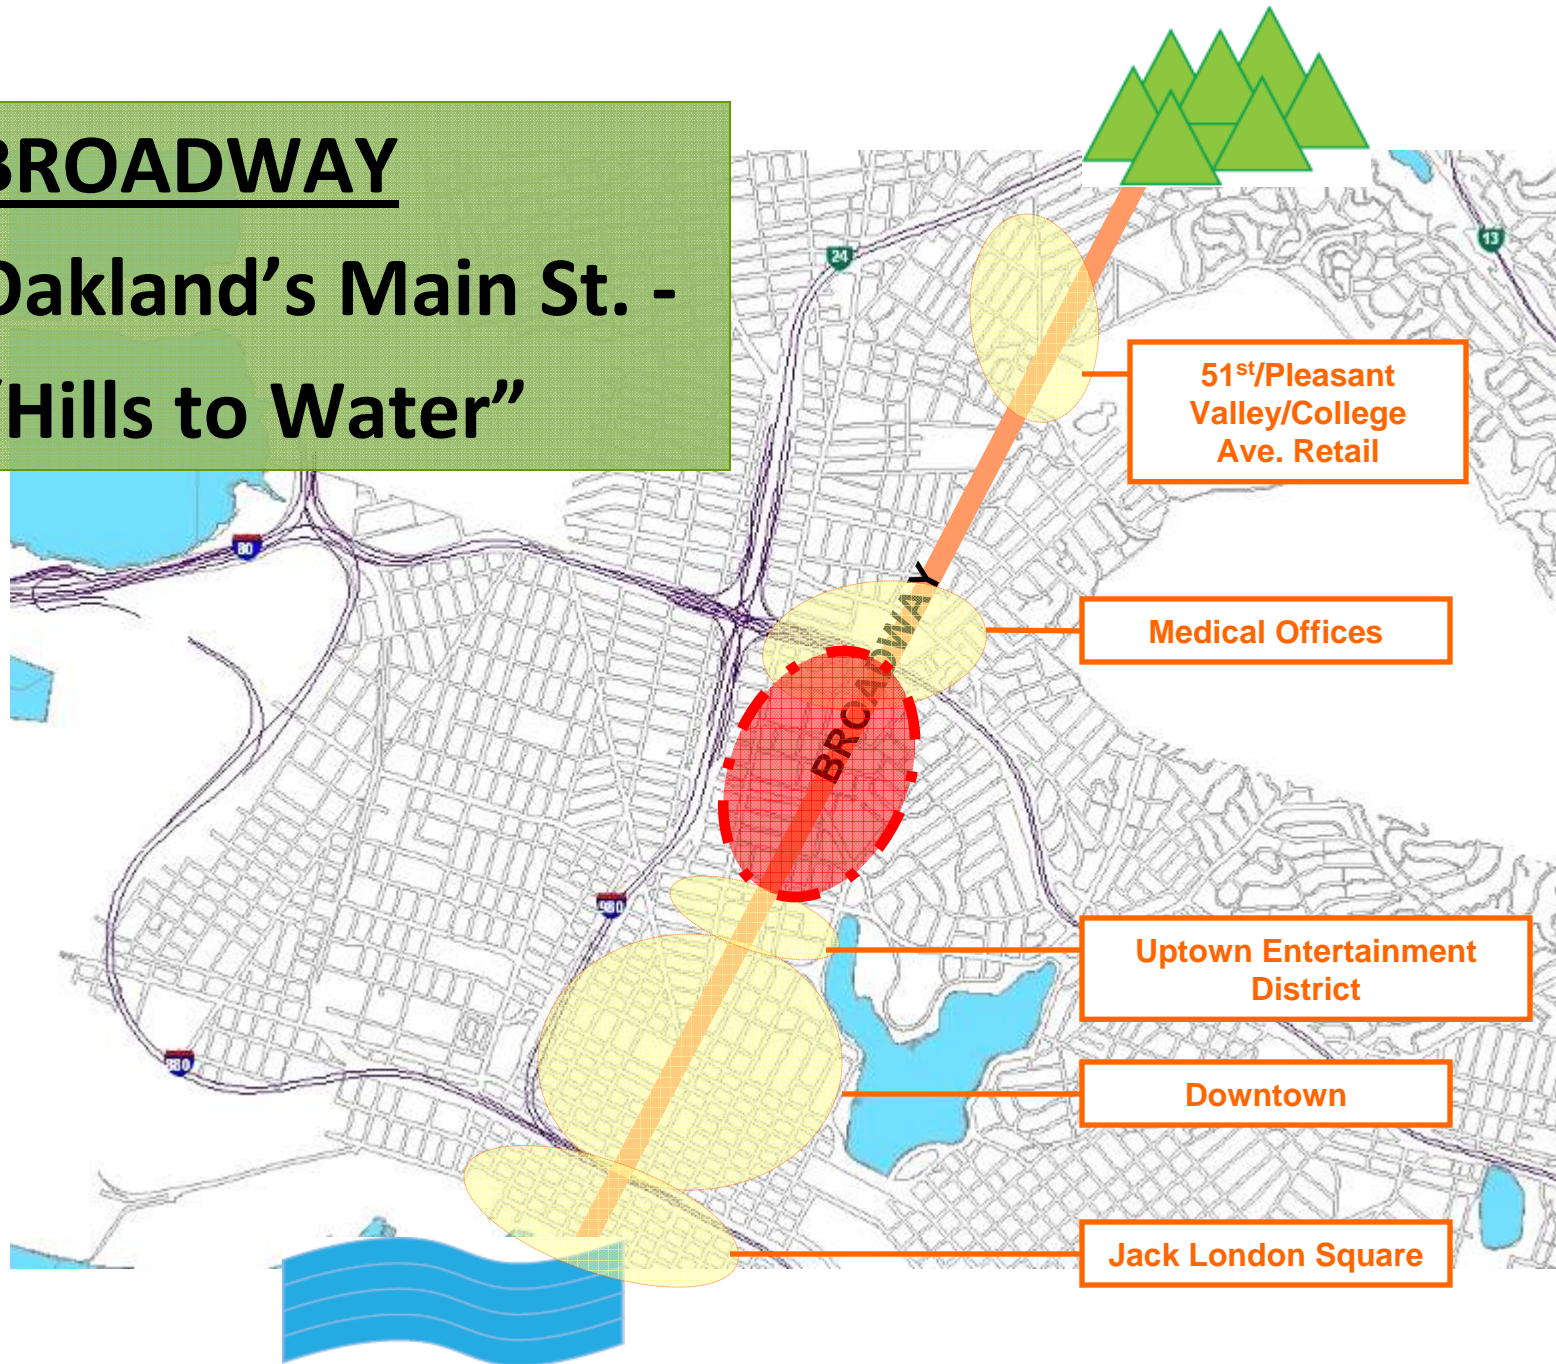 BROADWAY
Oakland’s Main St. -
“Hills to Water”
24
13
51st/Pleasant
Valley/College
Ave. Retail
80
BROADWAY
Medical Offices
980
Uptown Entertainment
District
880
Downtown
Jack London Square